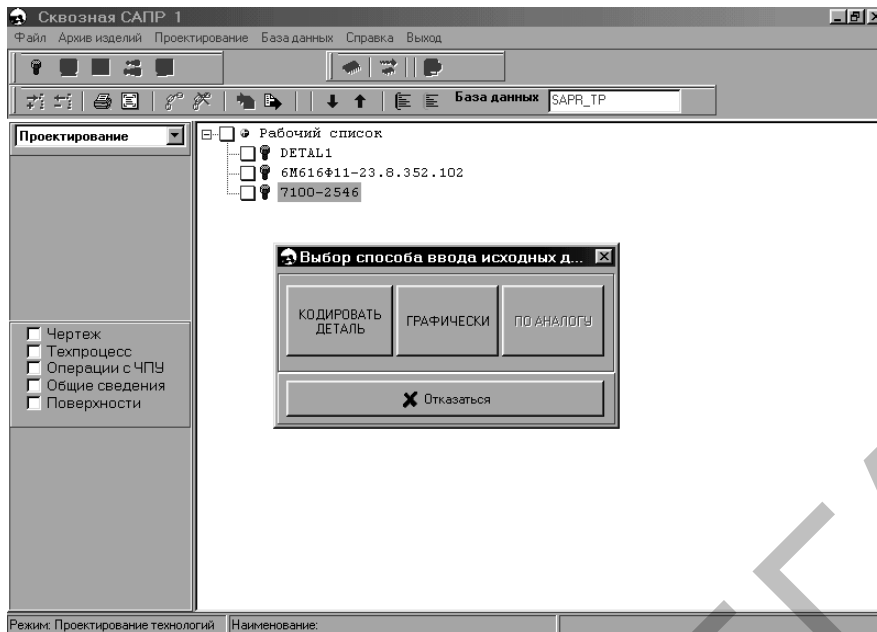 Сквозная САПР 1
Файл Архив изделий Проектирование База данных Справка Выход
База данных SAPR_TP
Проектирование
Рабочий список
DETAL1
6М616Ф11-23.8.352.102
7100-2546
Выбор способа ввода исходных д...
КОДИРОВАТЬ ДЕТАЛЬ
ГРАФИЧЕСКИ
ПО АНАЛОГУ
Отказаться
Чертеж
Техпроцесс
Операции с ЧПУ
Общие сведения
Поверхности
Режим: Проектирование технологий Наименование: